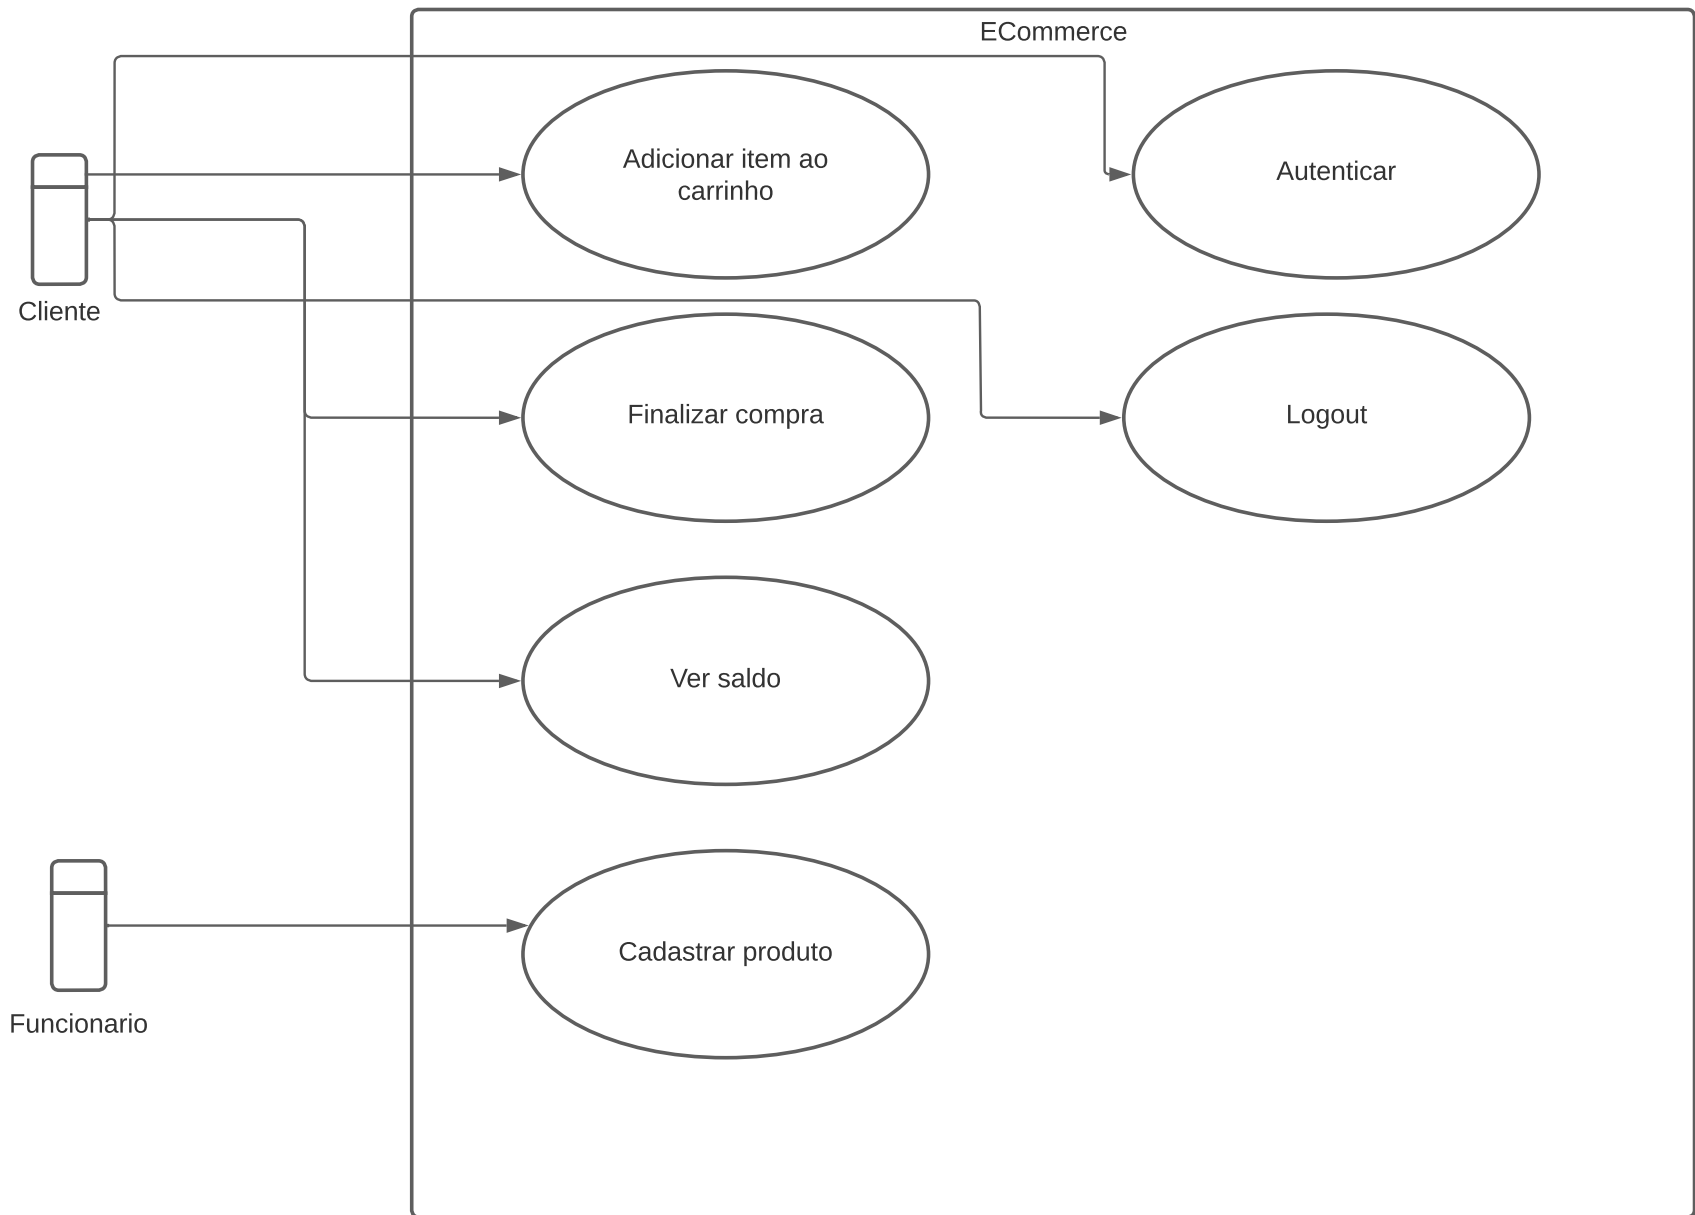 ECommerce
Adicionar item ao
carrinho
Autenticar
Cliente
Finalizar compra
Logout
Ver saldo
Cadastrar produto
Funcionario